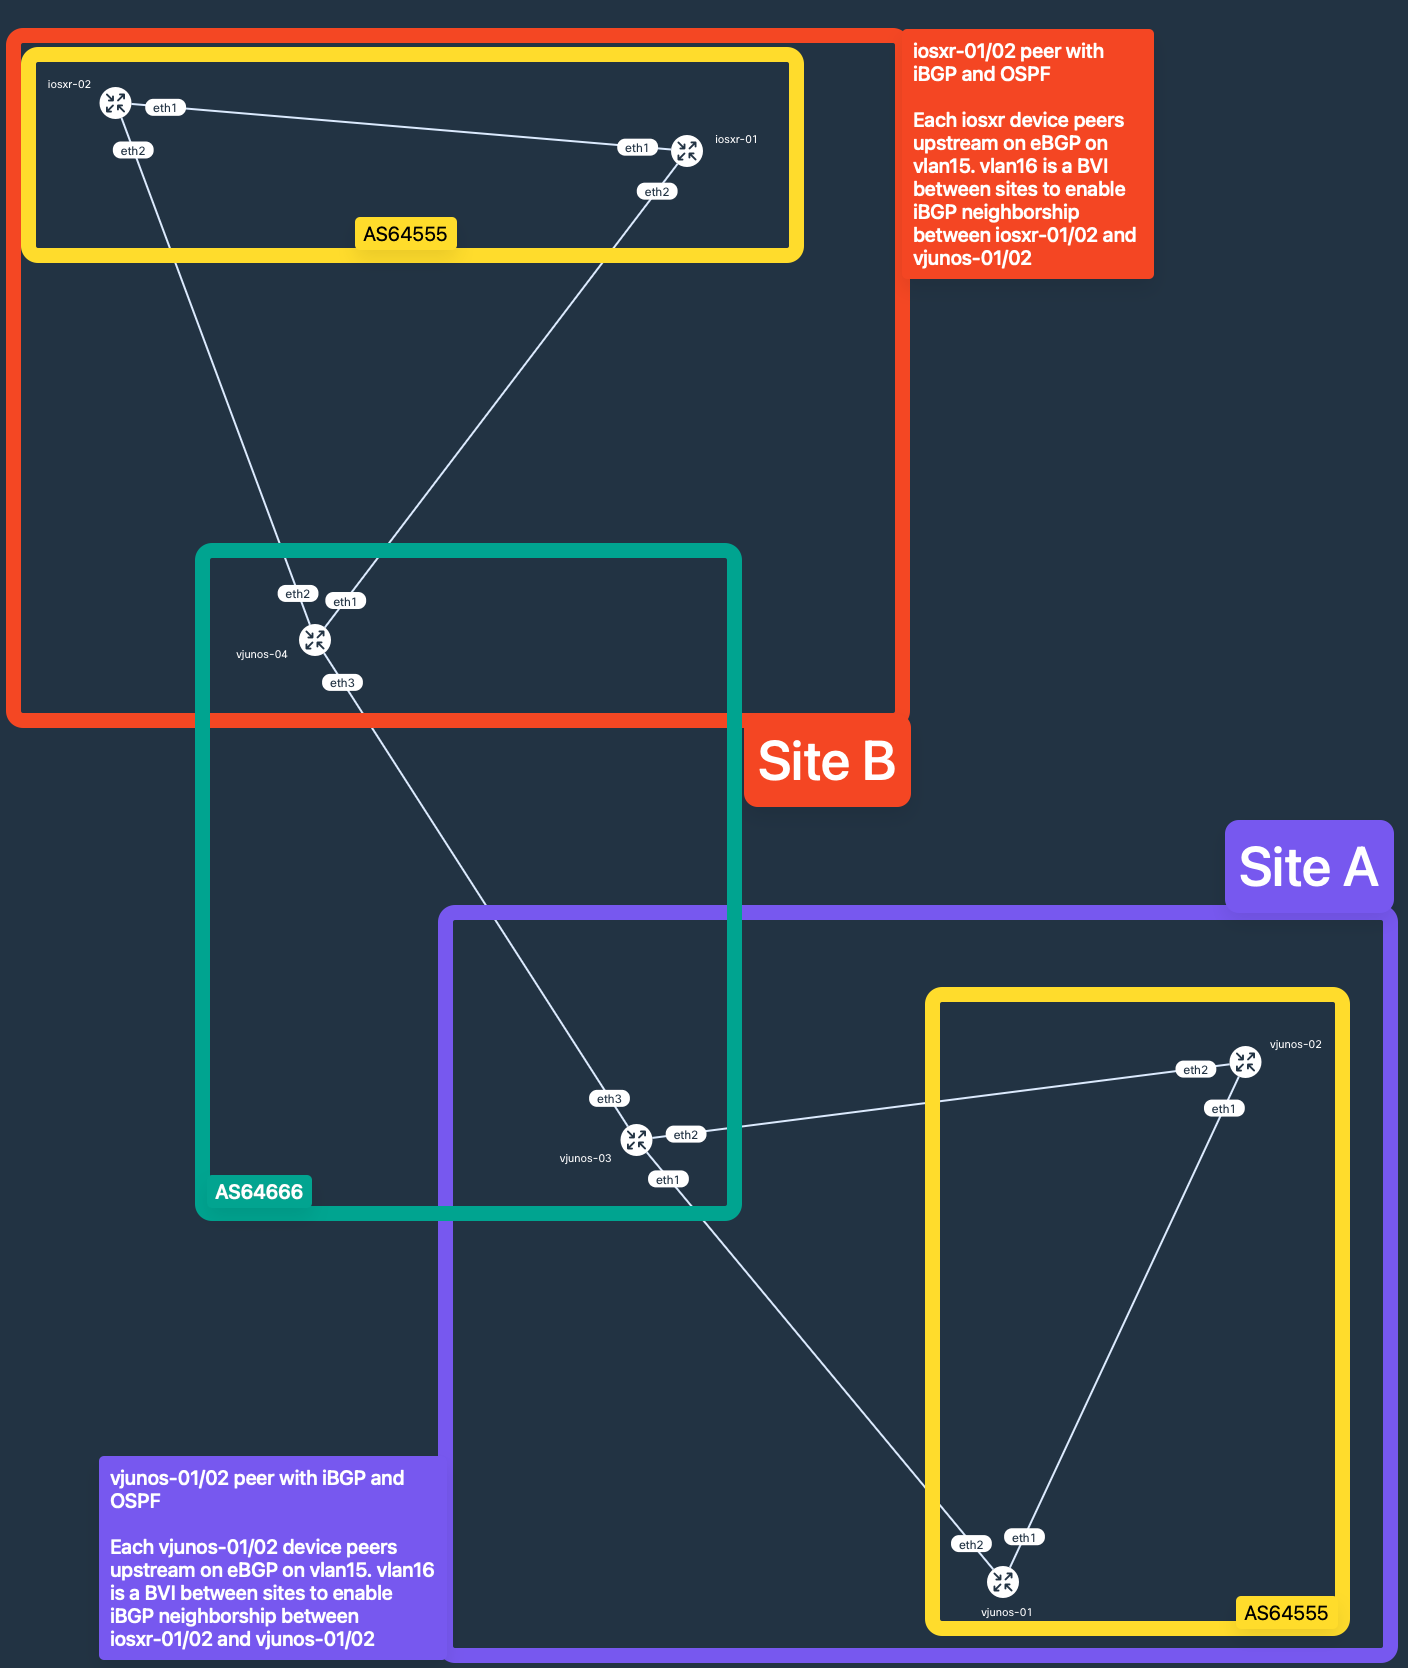 iosxr-01/02 peer with
iBGP and OSPF
Each iosxr device peers
upstream on eBGP on
vlan15. vlan16 is a BVI
between sites to enable
iBGP neighborship
between iosxr-01/02 and
vjunos-01/02
iosxr-02
eth1
eth2
eth1
iosxr-01
eth2
AS64555
eth2
eth1
vjunos-04
eth3
Site B
Site A
vjunos-02
eth2
eth1
eth3
eth2
vjunos-03
eth1
AS64666
vjunos-01/02 peer with iBGP and
OSPF
Each vjunos-01/02 device peers
upstream on eBGP on vlan15. vlan16
is a BVI between sites to enable
iBGP neighborship between
iosxr-01/02 and vjunos-01/02
eth1
eth2
vjunos-01
AS64555